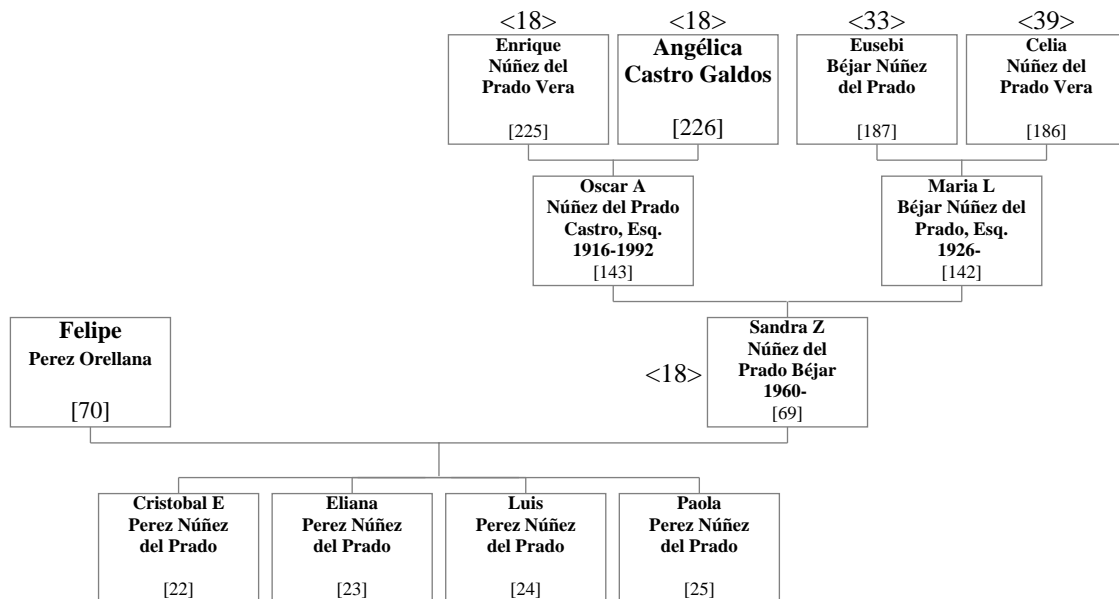 <18>
Enrique
Núñez del
Prado Vera
[225]
<18>
Angélica
Castro Galdos
[226]
<33>
Eusebi
Béjar Núñez
del Prado
[187]
<39>
Celia
Núñez del
Prado Vera
[186]
Oscar A
Núñez del Prado
Castro, Esq.
1916-1992
[143]
Maria L
Béjar Núñez del
Prado, Esq.
1926-
[142]
Felipe
Perez Orellana
[70]
<18>
Sandra Z
Núñez del
Prado Béjar
1960-
[69]
Cristobal E
Perez Núñez
del Prado
[22]
Eliana
Perez Núñez
del Prado
[23]
Luis
Perez Núñez
del Prado
[24]
Paola
Perez Núñez
del Prado
[25]